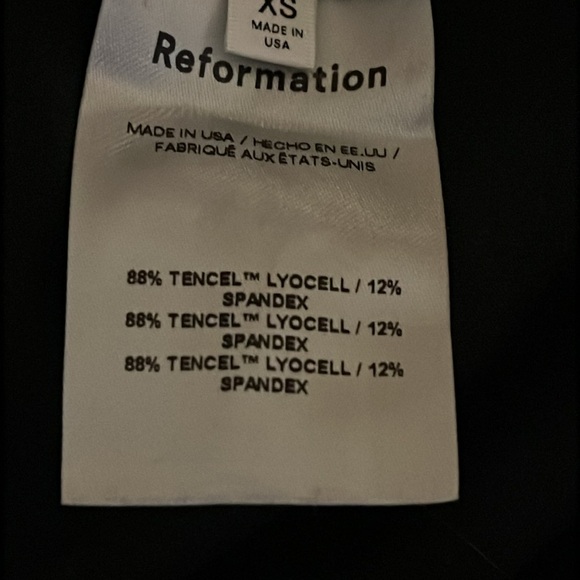 XS
MADE IN
USA
Reformation
MADE IN USA / HECHO EN EE.UU /
FABRIQUÉ AUX ÉTATS-UNIS
88% TENCEL™ LYOCELL / 12%
SPANDEX
88% TENCEL™ LYOCELL / 12%
SPANDEX
88% TENCEL™ LYOCELL / 12%
SPANDEX